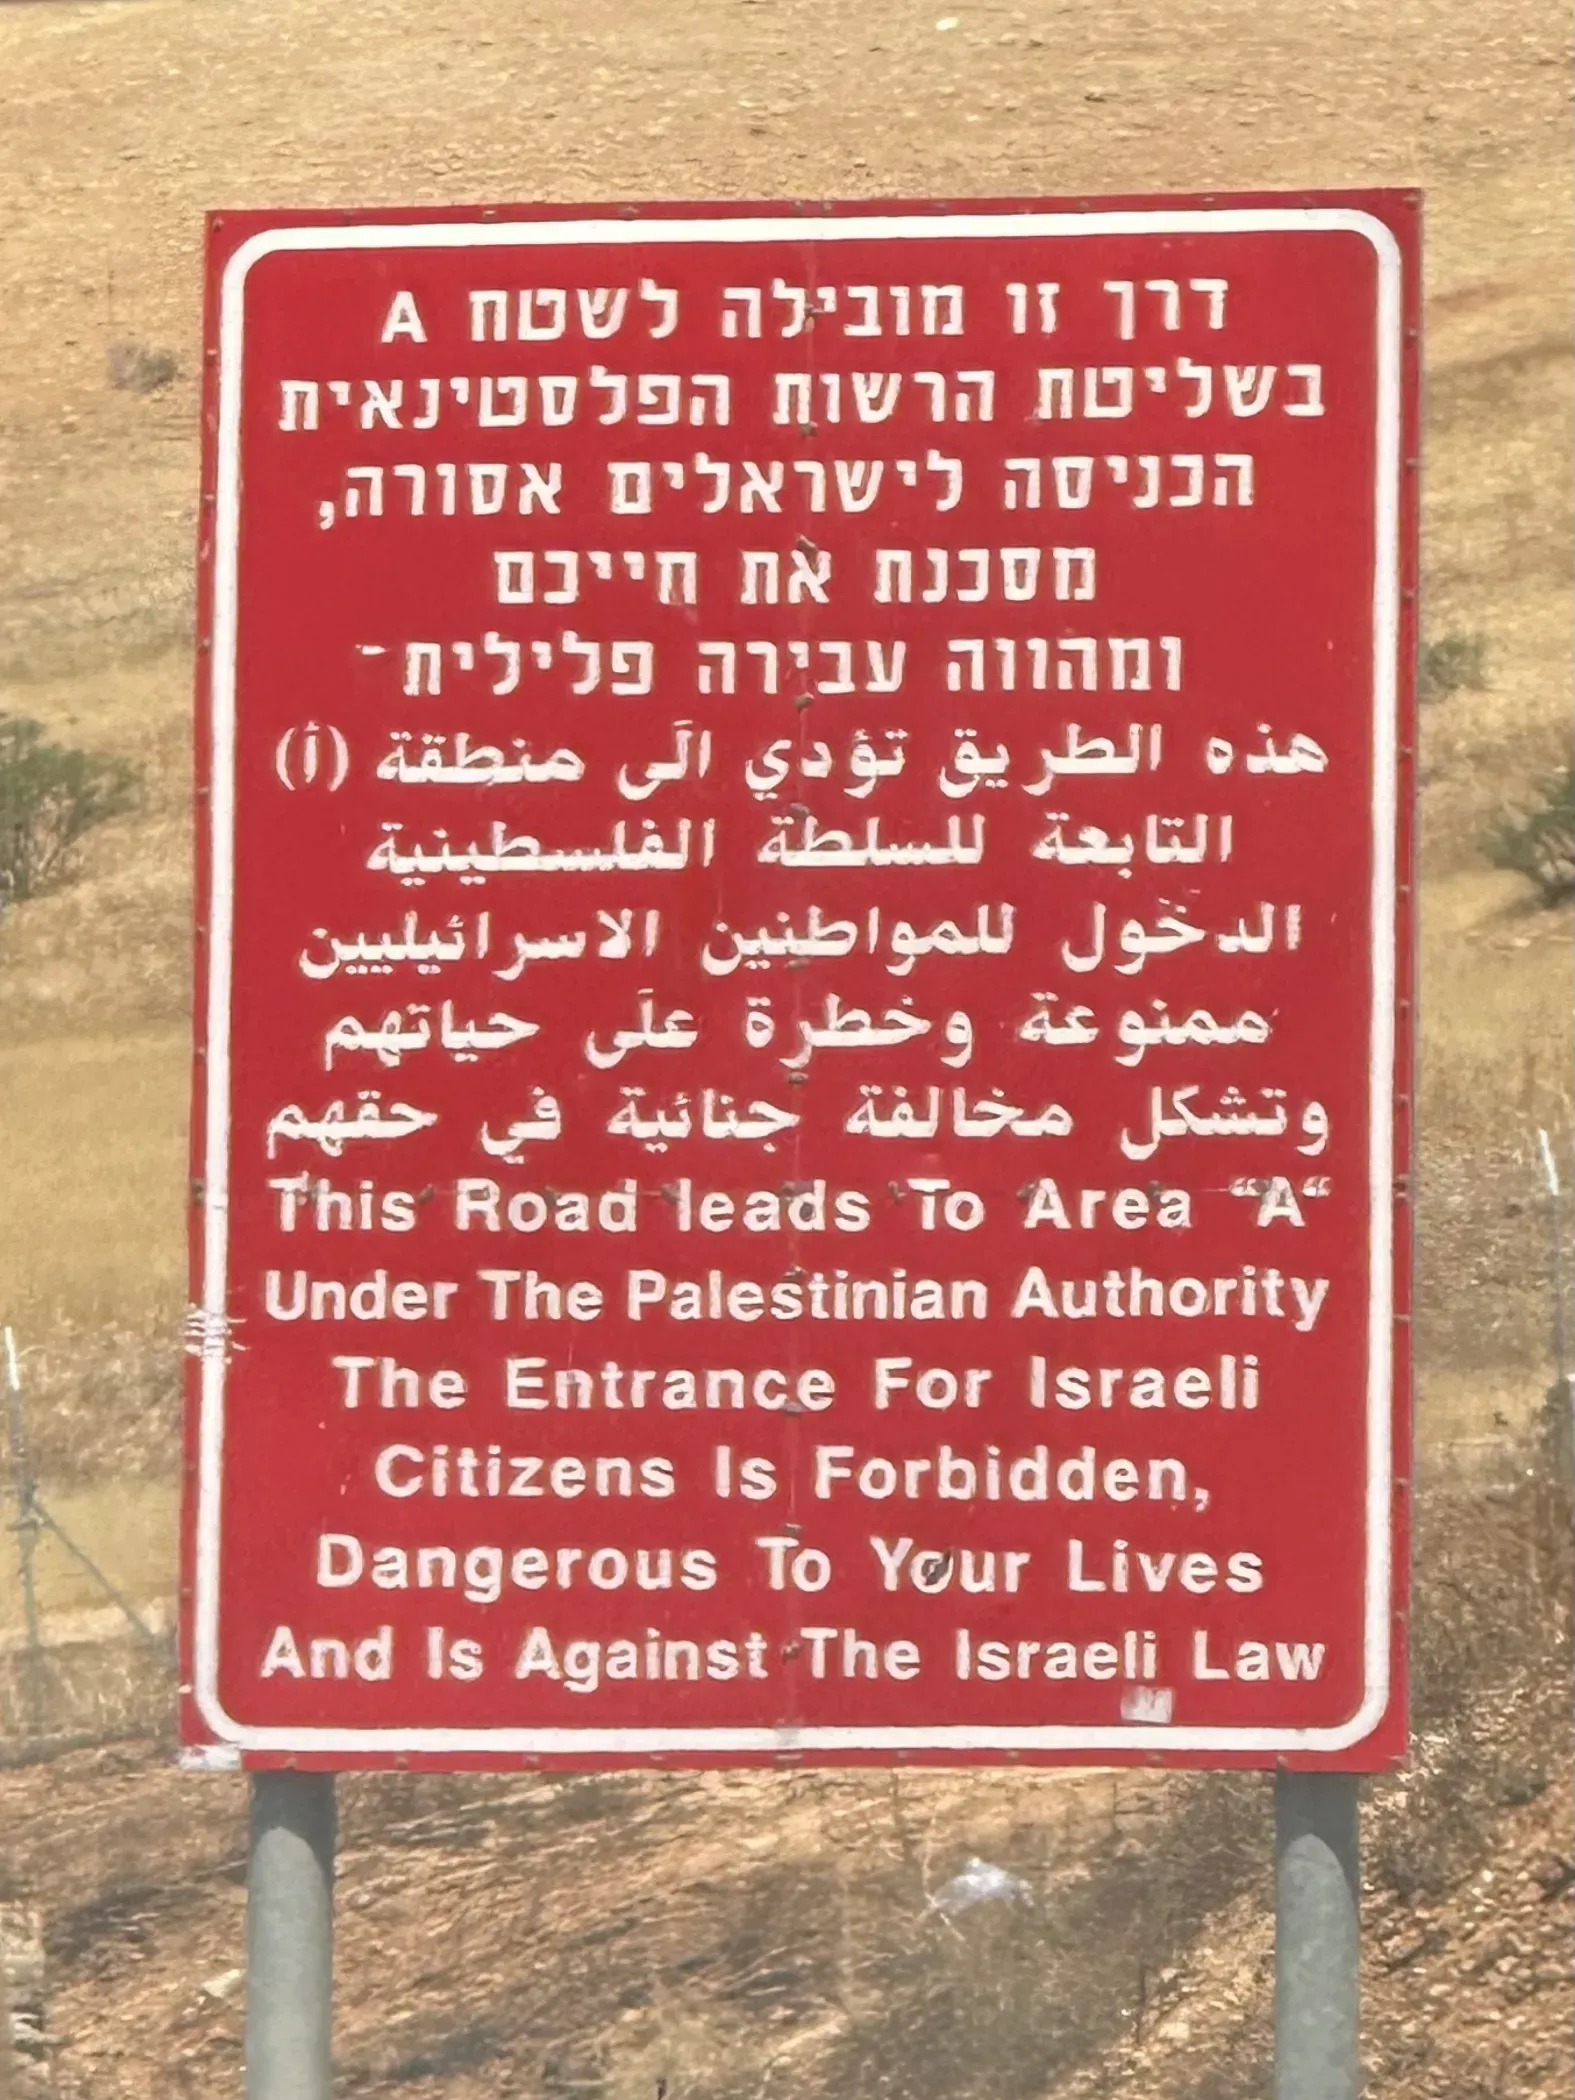 דרך זו מובילה לשטח A
בשליטת הרשות הפלסטינאית
הכניסה לישראלים אסורה,
מסכנת את חייכם
ומהווה עבירה פלילית
هذه الطريق تؤدي الَى منطقة (أ)
التابعة للسلطة الفلسطينية
الدخول للمواطنين الاسرائيليين
ممنوعة وخطرة علَى حياتهم
وتشكل مخالفة جنائية في حقهم
This Road leads To Area “A“
Under The Palestinian Authority
The Entrance For Israeli
Citizens Is Forbidden,
Dangerous To Your Lives
And Is Against The Israeli Law